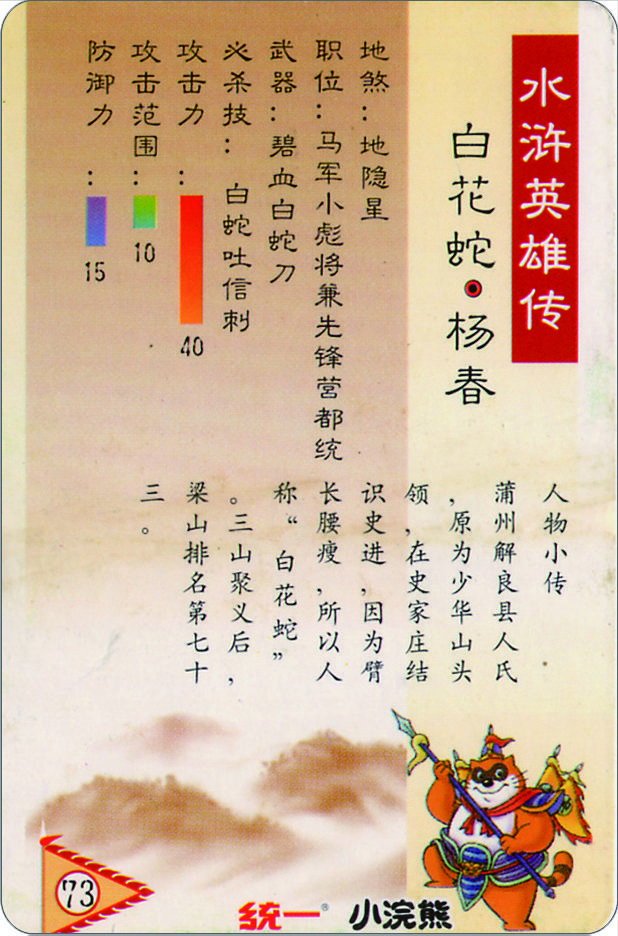 水浒英雄传
白花蛇·杨春
地煞：地隐星
职位：马军小彪将兼先锋营都统
武器：碧血白蛇刀
必杀技：白蛇吐信刺
攻击力：40
攻击范围：10
防御力：15
人物小传
蒲州解良县人氏
，原为少华山头
领，在史家庄结
识史进，因为臂
长腰瘦，所以人
称“白花蛇”
。三山聚义后，
梁山排名第七十
三。
73
统一®
小浣熊